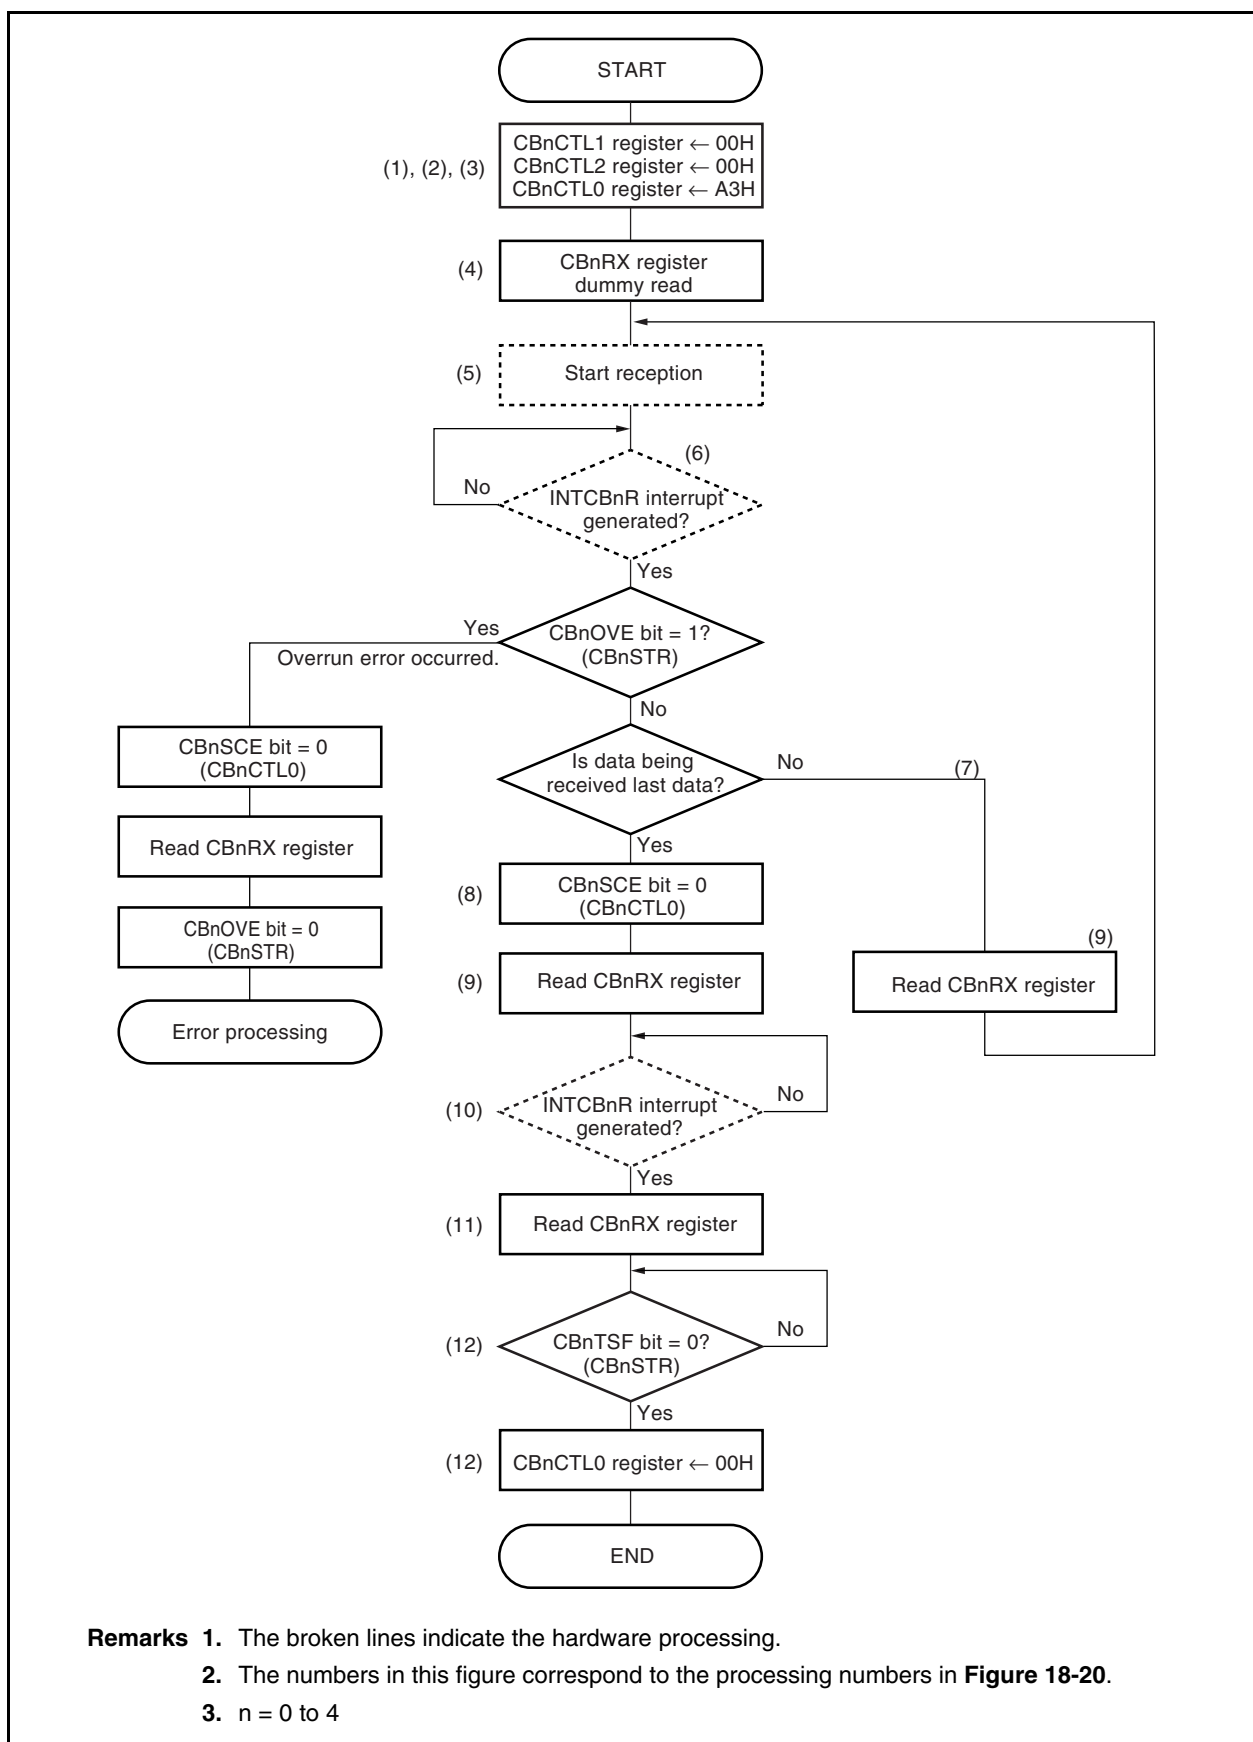 START
(1), (2), (3)
CBnCTL1 register ← 00H
CBnCTL2 register ← 00H
CBnCTL0 register ← A3H
(4)
CBnRX register
dummy read
(5)
Start reception
(6)
No
INTCBnR interrupt
generated?
Yes
Yes
CBnOVE bit = 1?
(CBnSTR)
Overrun error occurred.
No
CBnSCE bit = 0
(CBnCTL0)
Is data being
received last data?
No
(7)
Read CBnRX register
Yes
(8)
CBnSCE bit = 0
(CBnCTL0)
CBnOVE bit = 0
(CBnSTR)
(9)
Read CBnRX register
(9)
Read CBnRX register
Error processing
(10)
INTCBnR interrupt
generated?
No
Yes
(11)
Read CBnRX register
(12)
CBnTSF bit = 0?
(CBnSTR)
No
Yes
(12)
CBnCTL0 register ← 00H
END
Remarks 1. The broken lines indicate the hardware processing.
2. The numbers in this figure correspond to the processing numbers in Figure 18-20.
3. n = 0 to 4